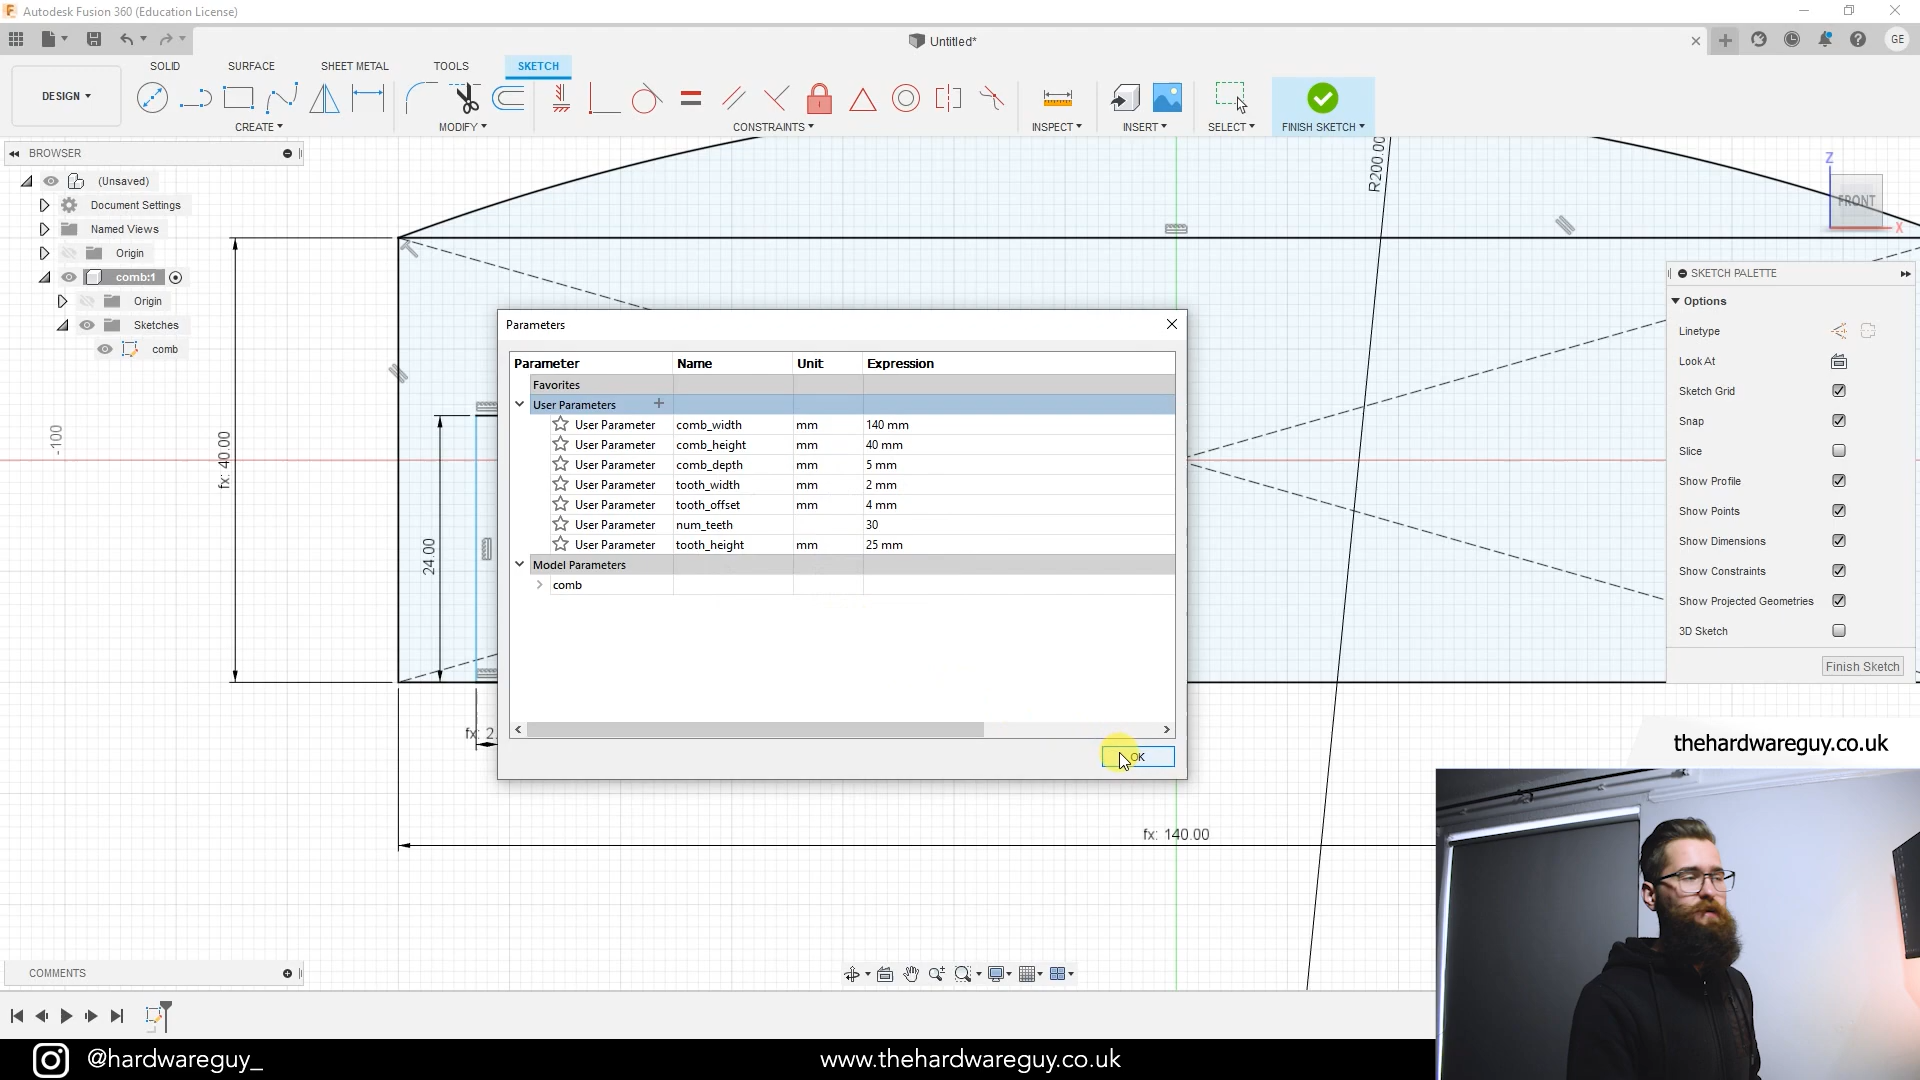 Autodesk Fusion 360 (Education License)
Untitled*
GE
DESIGN
SOLID
SURFACE
SHEET METAL
TOOLS
SKETCH
CREATE
MODIFY
CONSTRAINTS
INSPECT
INSERT
SELECT
FINISH SKETCH
BROWSER
(Unsaved)
Document Settings
Named Views
Origin
comb:1
Origin
Sketches
comb
R200.00
Z
FRONT
X
-100
fx: 40.00
24.00
fx: 2.
fx: 140.00
Parameters
Parameter Name Unit Expression
Favorites
User Parameters +
User Parameter comb_width mm 140 mm
User Parameter comb_height mm 40 mm
User Parameter comb_depth mm 5 mm
User Parameter tooth_width mm 2 mm
User Parameter tooth_offset mm 4 mm
User Parameter num_teeth 30
User Parameter tooth_height mm 25 mm
Model Parameters
comb
OK
SKETCH PALETTE
Options
Linetype
Look At
Sketch Grid
Snap
Slice
Show Profile
Show Points
Show Dimensions
Show Constraints
Show Projected Geometries
3D Sketch
Finish Sketch
thehardwareguy.co.uk
COMMENTS
@hardwareguy_
www.thehardwareguy.co.uk